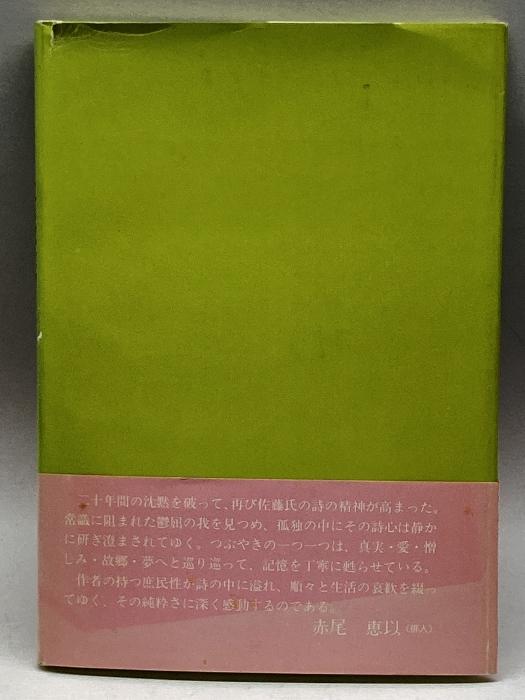 二十年間の沈黙を破って、再び佐藤氏の詩の精神が高まった。
常識に阻まれた鬱屈の我を見つめ、孤独の中にその詩心は静か
に研ぎ澄まされてゆく。つぶやきの一つ一つは、真実・愛・憎
しみ・故郷・夢へと巡り巡って、記憶を丁寧に甦らせている。
作者の持つ庶民性が詩の中に溢れ、順々と生活の哀歓を綴っ
てゆく、その純粋さに深く感動するのである。
赤尾 恵以（俳人）